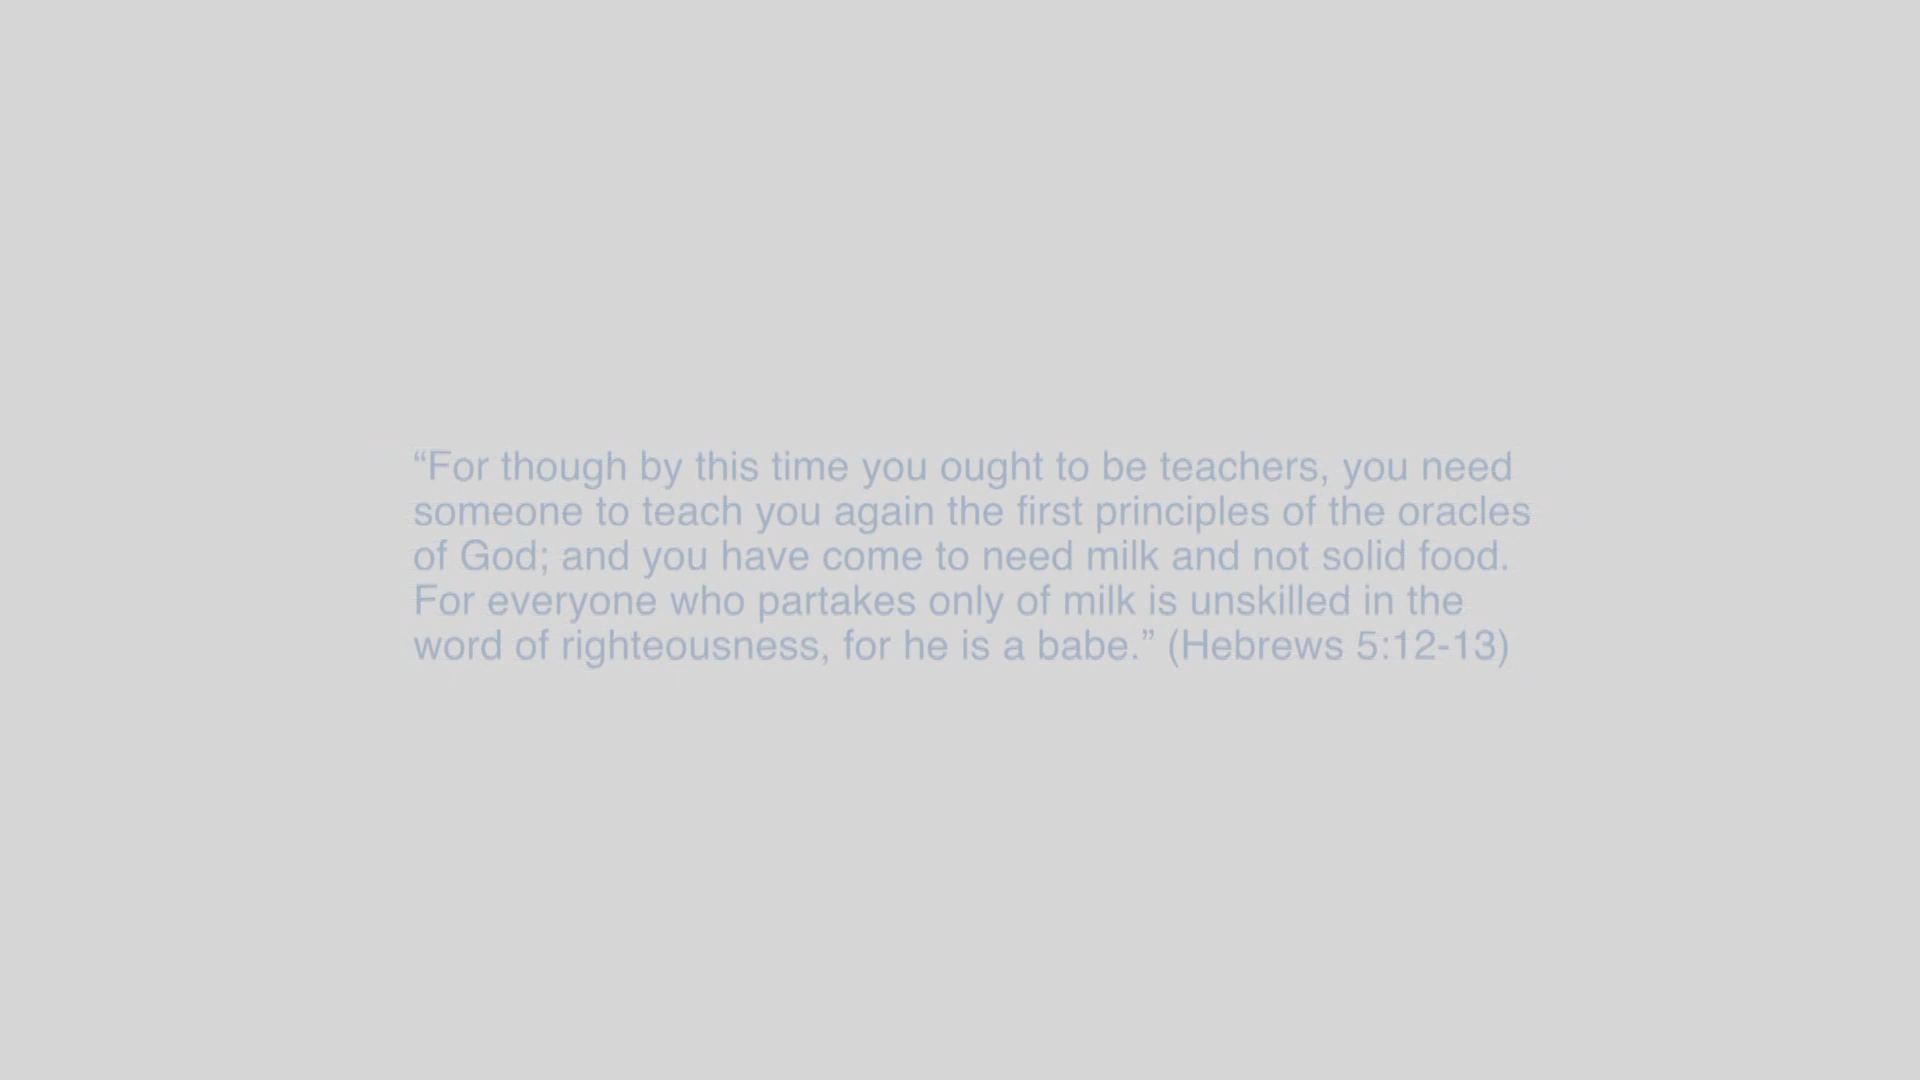 “For though by this time you ought to be teachers, you need
someone to teach you again the first principles of the oracles
of God; and you have come to need milk and not solid food.
For everyone who partakes only of milk is unskilled in the
word of righteousness, for he is a babe.” (Hebrews 5:12-13)